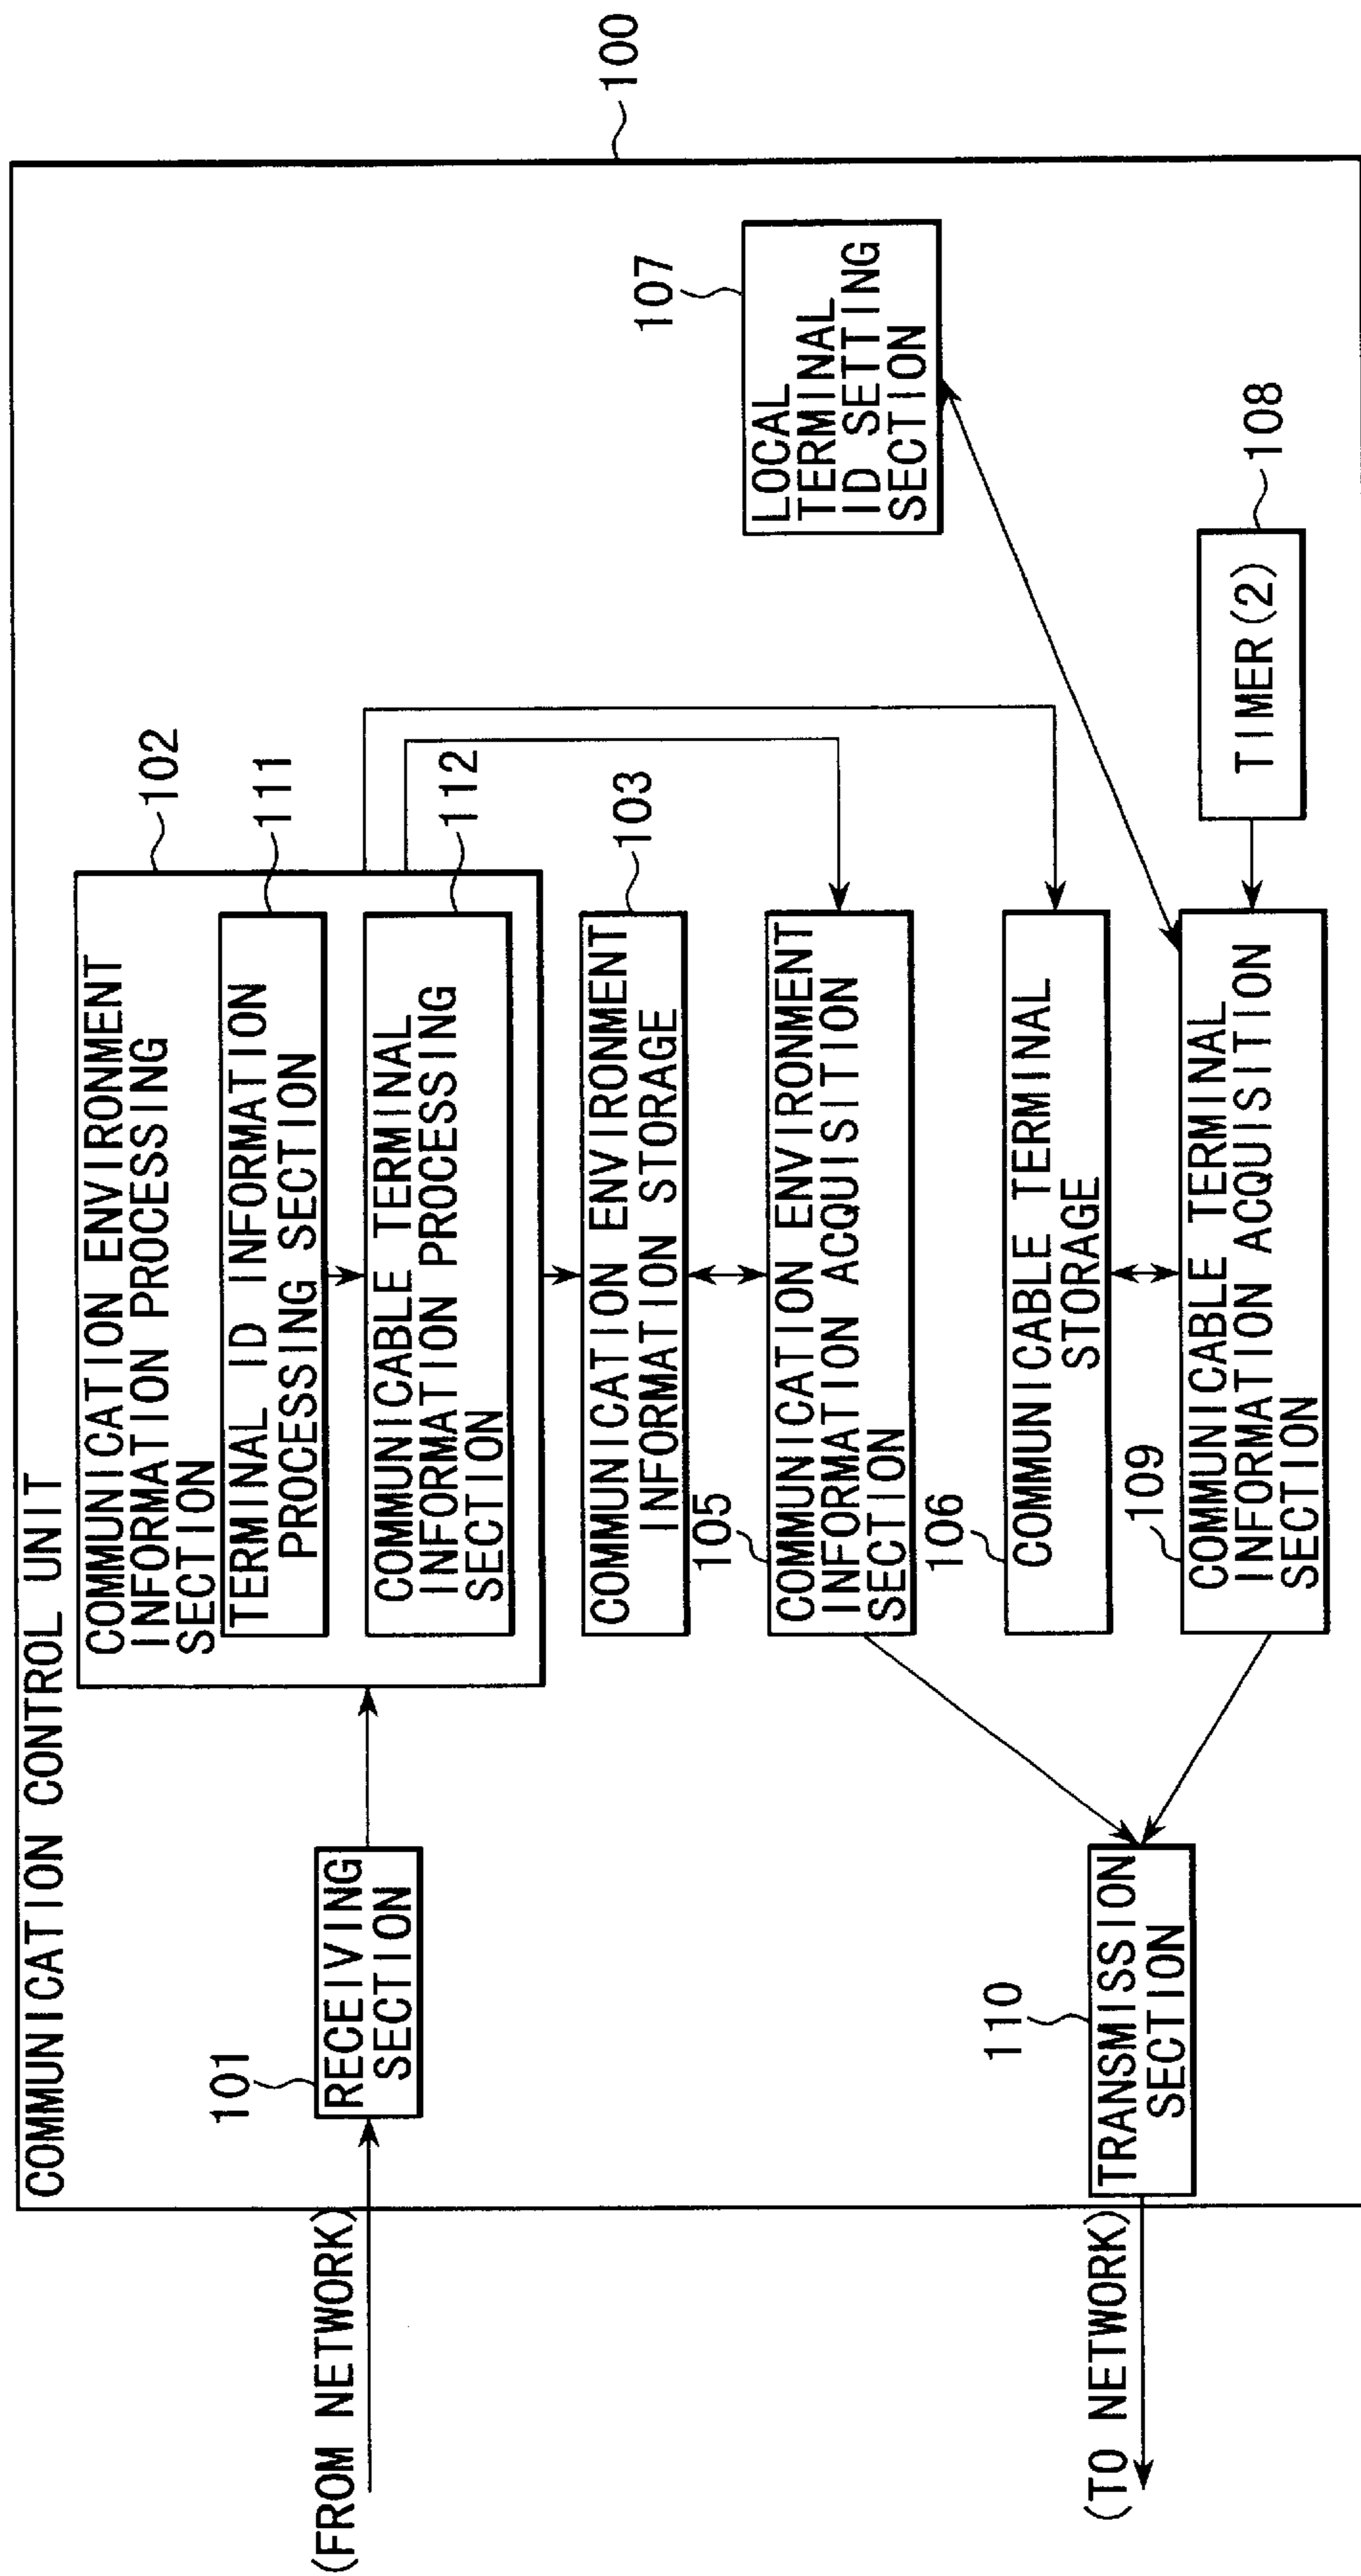 COMMUNICATION CONTROL UNIT
100
(FROM NETWORK)
101
RECEIVING
SECTION
102
COMMUNICATION ENVIRONMENT
INFORMATION PROCESSING
SECTION
111
TERMINAL ID INFORMATION
PROCESSING SECTION
112
COMMUNICABLE TERMINAL
INFORMATION PROCESSING
SECTION
103
COMMUNICATION ENVIRONMENT
INFORMATION STORAGE
105
COMMUNICATION ENVIRONMENT
INFORMATION ACQUISITION
SECTION
107
LOCAL
TERMINAL
ID SETTING
SECTION
106
COMMUNICABLE TERMINAL
STORAGE
109
COMMUNICABLE TERMINAL
INFORMATION ACQUISITION
SECTION
TIMER(2)
108
110
TRANSMISSION
SECTION
(TO NETWORK)